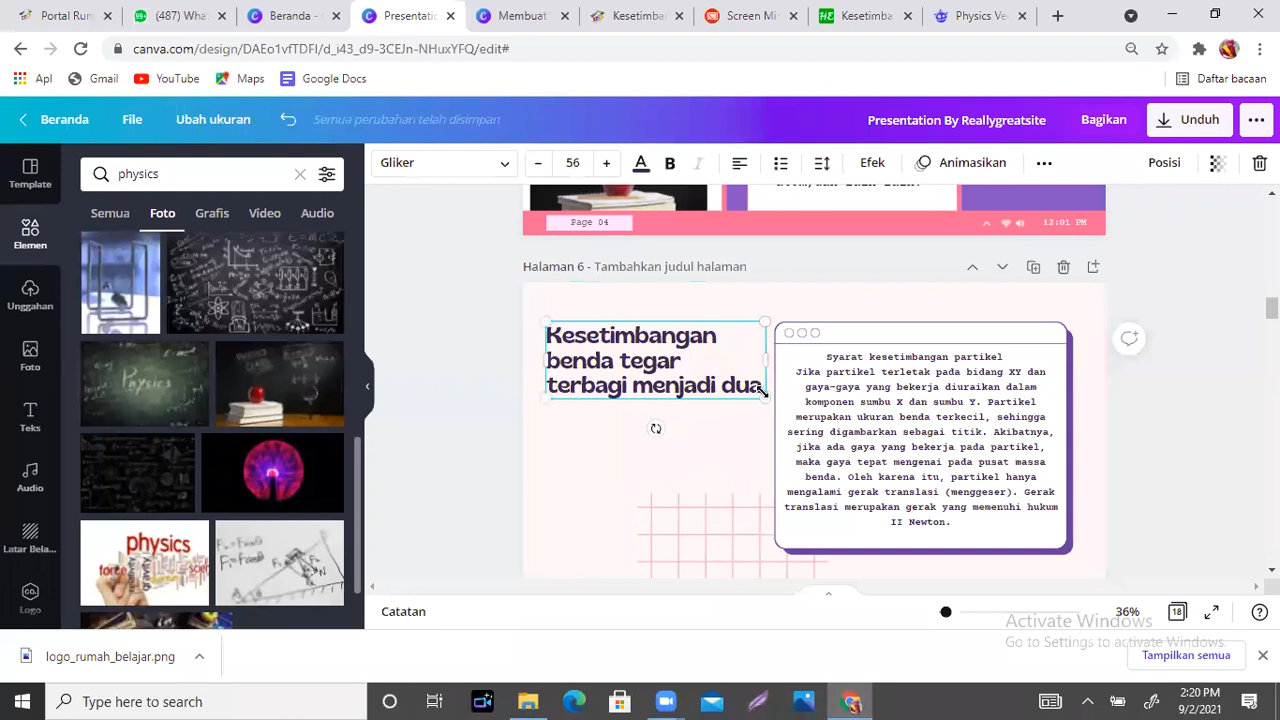 Portal Rum
(487) Wha
Beranda -
Presentatio
Membuat
Kesetimban
Screen Mi
Kesetimba
Physics Ve
canva.com/design/DAEo1vfTDFI/d_i43_d9-3CEJn-NHuxYFQ/edit#
Apl
Gmail
YouTube
Maps
Google Docs
Daftar bacaan
Beranda
File
Ubah ukuran
Semua perubahan telah disimpan
Presentation By Reallygreatsite
Bagikan
Unduh
Template
Elemen
Unggahan
Foto
Teks
Audio
Latar Bela...
Logo
physics
Semua
Foto
Grafis
Video
Audio
Physics
physics
Gliker
56
Efek
Animasikan
Posisi
Page 04
12:01 PM
Halaman 6 - Tambahkan judul halaman
Kesetimbangan
benda tegar
terbagi menjadi dua
Syarat kesetimbangan partikel
Jika partikel terletak pada bidang XY dan
gaya-gaya yang bekerja diuraikan dalam
komponen sumbu X dan sumbu Y. Partikel
merupakan ukuran benda terkecil, sehingga
sering digambarkan sebagai titik. Akibatnya,
jika ada gaya yang bekerja pada partikel,
maka gaya tepat mengenai pada pusat massa
benda. Oleh karena itu, partikel hanya
mengalami gerak translasi (menggeser). Gerak
translasi merupakan gerak yang memenuhi hukum
II Newton.
Catatan
36%
18
Activate Windows
Go to Settings to activate Windows.
logo_rumah_belajar.png
Tampilkan semua
Type here to search
2:20 PM
9/2/2021